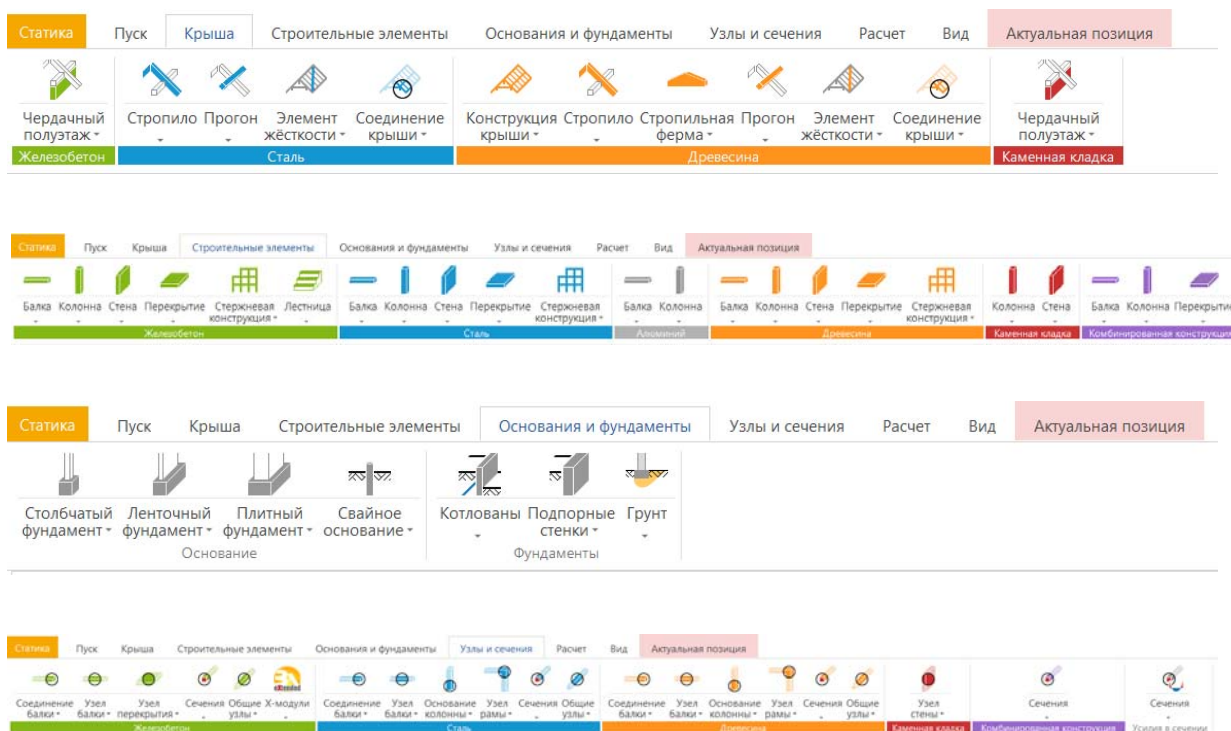 Статика Пуск Крыша Строительные элементы Основания и фундаменты Узлы и сечения Расчет Вид Актуальная позиция
Чердачный полуэтаж Стропило Прогон Элемент жёсткости Соединение крыши Конструкция крыши Стропило Стропильная ферма Прогон Элемент жёсткости Соединение крыши Чердачный полуэтаж
Железобетон Сталь Древесина Каменная кладка
Статика Пуск Крыша Строительные элементы Основания и фундаменты Узлы и сечения Расчет Вид Актуальная позиция
Балка Колонна Стена Перекрытие Стержневая конструкция Лестница Балка Колонна Стена Перекрытие Стержневая конструкция Балка Колонна Балка Колонна Стена Перекрытие Стержневая конструкция Колонна Стена Балка Колонна Перекрытие
Железобетон Сталь Алюминий Древесина Каменная кладка Комбинированная конструкция
Статика Пуск Крыша Строительные элементы Основания и фундаменты Узлы и сечения Расчет Вид Актуальная позиция
Столбчатый фундамент Ленточный фундамент Плитный фундамент Свайное основание Котлованы Подпорные стенки Грунт
Основание Фундаменты
Статика Пуск Крыша Строительные элементы Основания и фундаменты Узлы и сечения Расчет Вид Актуальная позиция
Соединение балки Узел балки Узел перекрытия Сечения Общие узлы X-модули Соединение балки Узел балки Основание колонны Узел рамы Сечения Общие узлы Соединение балки Узел балки Основание колонны Узел рамы Сечения Общие узлы Узел стены Сечения Сечения
Железобетон Сталь Древесина Каменная кладка Комбинированная конструкция Усилия в сечении